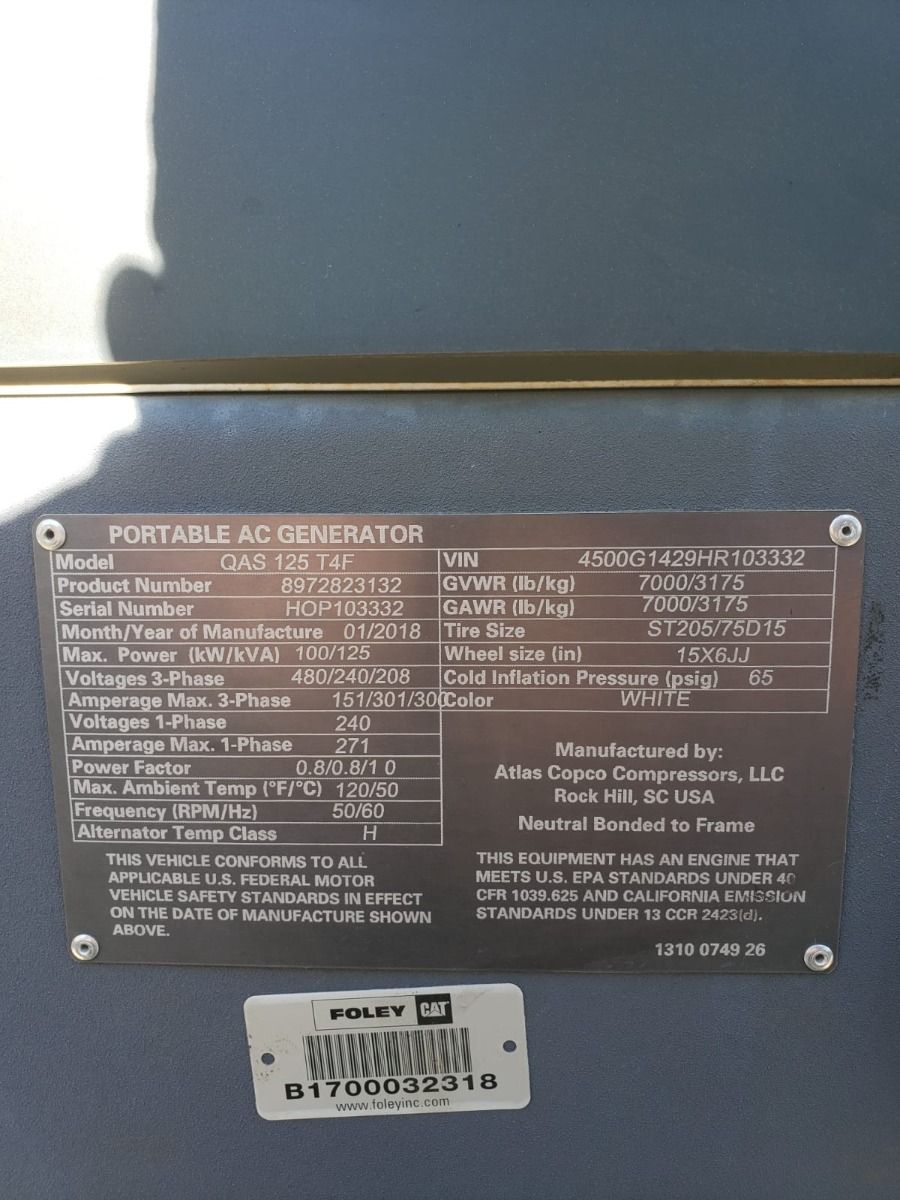 PORTABLE AC GENERATOR
Model QAS 125 T4F
Product Number 8972823132
Serial Number HOP103332
Month/Year of Manufacture 01/2018
Max. Power (kW/kVA) 100/125
Voltages 3-Phase 480/240/208
Amperage Max. 3-Phase 151/301/300
Voltages 1-Phase 240
Amperage Max. 1-Phase 271
Power Factor 0.8/0.8/1 0
Max. Ambient Temp (°F/°C) 120/50
Frequency (RPM/Hz) 50/60
Alternator Temp Class H
VIN 4500G1429HR103332
GVWR (lb/kg) 7000/3175
GAWR (lb/kg) 7000/3175
Tire Size ST205/75D15
Wheel size (in) 15X6JJ
Cold Inflation Pressure (psig) 65
Color WHITE
Manufactured by:
Atlas Copco Compressors, LLC
Rock Hill, SC USA
Neutral Bonded to Frame
THIS VEHICLE CONFORMS TO ALL
APPLICABLE U.S. FEDERAL MOTOR
VEHICLE SAFETY STANDARDS IN EFFECT
ON THE DATE OF MANUFACTURE SHOWN
ABOVE.
THIS EQUIPMENT HAS AN ENGINE THAT
MEETS U.S. EPA STANDARDS UNDER 40
CFR 1039.625 AND CALIFORNIA EMISSION
STANDARDS UNDER 13 CCR 2423(d).
1310 0749 26
FOLEY CAT
B1700032318
www.foleyinc.com